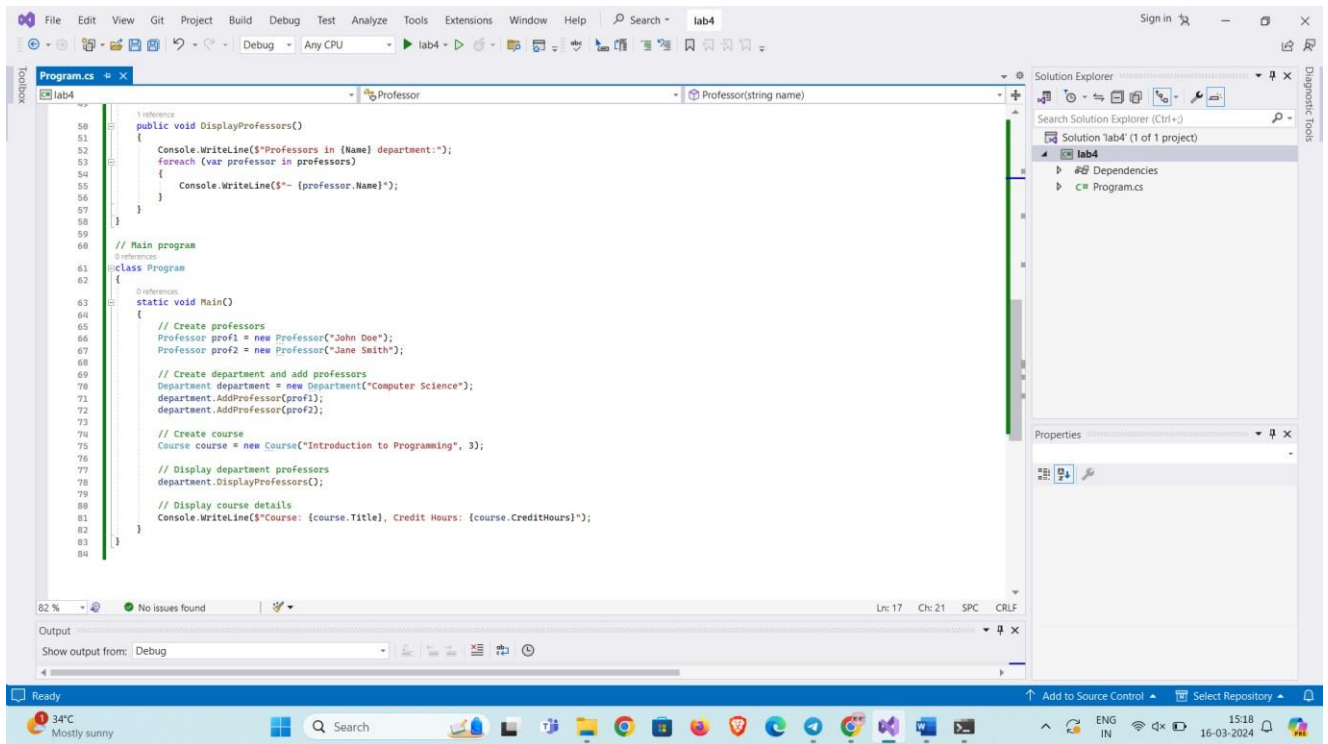 File Edit View Git Project Build Debug Test Analyze Tools Extensions Window Help Search lab4 Sign in
Debug Any CPU lab4
Toolbox
Program.cs
lab4 Professor Professor(string name)
1 reference
50 public void DisplayProfessors()
51 {
52 Console.WriteLine($"Professors in {Name} department:");
53 foreach (var professor in professors)
54 {
55 Console.WriteLine($"- {professor.Name}");
56 }
57 }
58 }
59
60 // Main program
0 references
61 class Program
62 {
0 references
63 static void Main()
64 {
65 // Create professors
66 Professor prof1 = new Professor("John Doe");
67 Professor prof2 = new Professor("Jane Smith");
68
69 // Create department and add professors
70 Department department = new Department("Computer Science");
71 department.AddProfessor(prof1);
72 department.AddProfessor(prof2);
73
74 // Create course
75 Course course = new Course("Introduction to Programming", 3);
76
77 // Display department professors
78 department.DisplayProfessors();
79
80 // Display course details
81 Console.WriteLine($"Course: {course.Title}, Credit Hours: {course.CreditHours}");
82 }
83 }
84
82 % No issues found Ln: 17 Ch: 21 SPC CRLF
Output
Show output from: Debug
Solution Explorer
Search Solution Explorer (Ctrl+;)
Solution 'lab4' (1 of 1 project)
lab4
Dependencies
C# Program.cs
Properties
Diagnostic Tools
Ready Add to Source Control Select Repository
1 34°C
Mostly sunny
Search
ENG
IN
15:18
16-03-2024